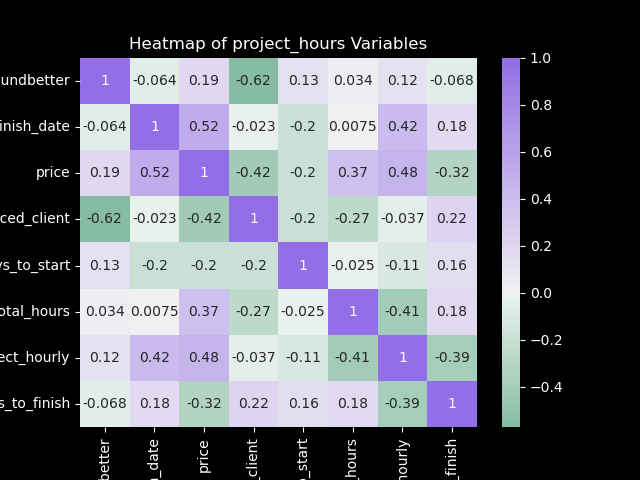 Heatmap of project_hours Variables
undbetter 1 -0.064 0.19 -0.62 0.13 0.034 0.12 -0.068
inish_date -0.064 1 0.52 -0.023 -0.2 0.0075 0.42 0.18
price 0.19 0.52 1 -0.42 -0.2 0.37 0.48 -0.32
ced_client -0.62 -0.023 -0.42 1 -0.2 -0.27 -0.037 0.22
ys_to_start 0.13 -0.2 -0.2 -0.2 1 -0.025 -0.11 0.16
otal_hours 0.034 0.0075 0.37 -0.27 -0.025 1 -0.41 0.18
ect_hourly 0.12 0.42 0.48 -0.037 -0.11 -0.41 1 -0.39
s_to_finish -0.068 0.18 -0.32 0.22 0.16 0.18 -0.39 1
better
_date
price
_client
_start
_hours
hourly
_finish
1.0
0.8
0.6
0.4
0.2
0.0
−0.2
−0.4